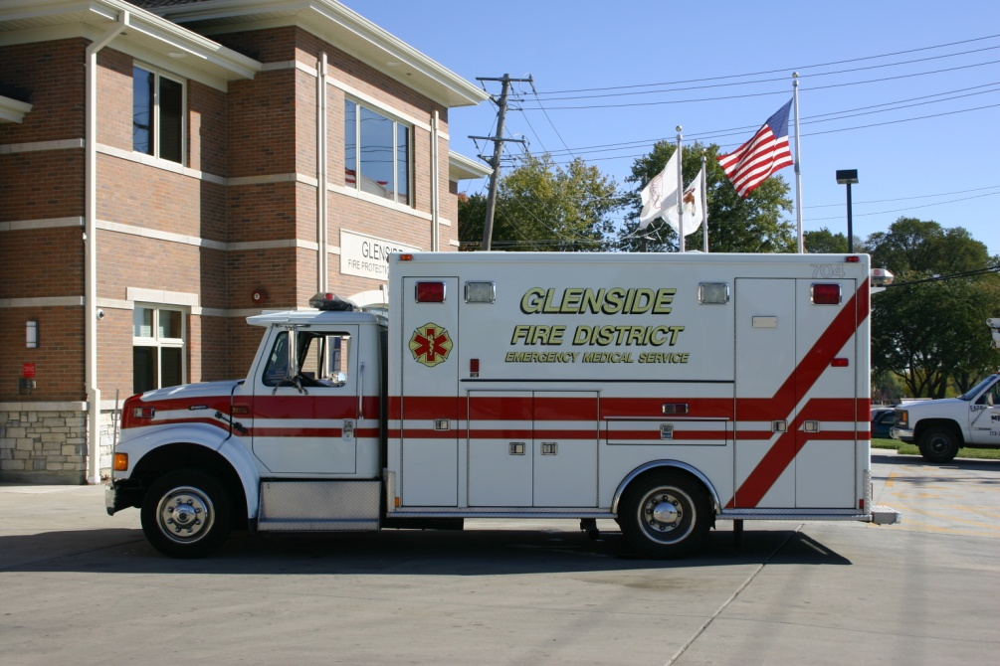 GLENSIDE
FIRE PROTECTION
704
GLENSIDE
FIRE DISTRICT
EMERGENCY MEDICAL SERVICE